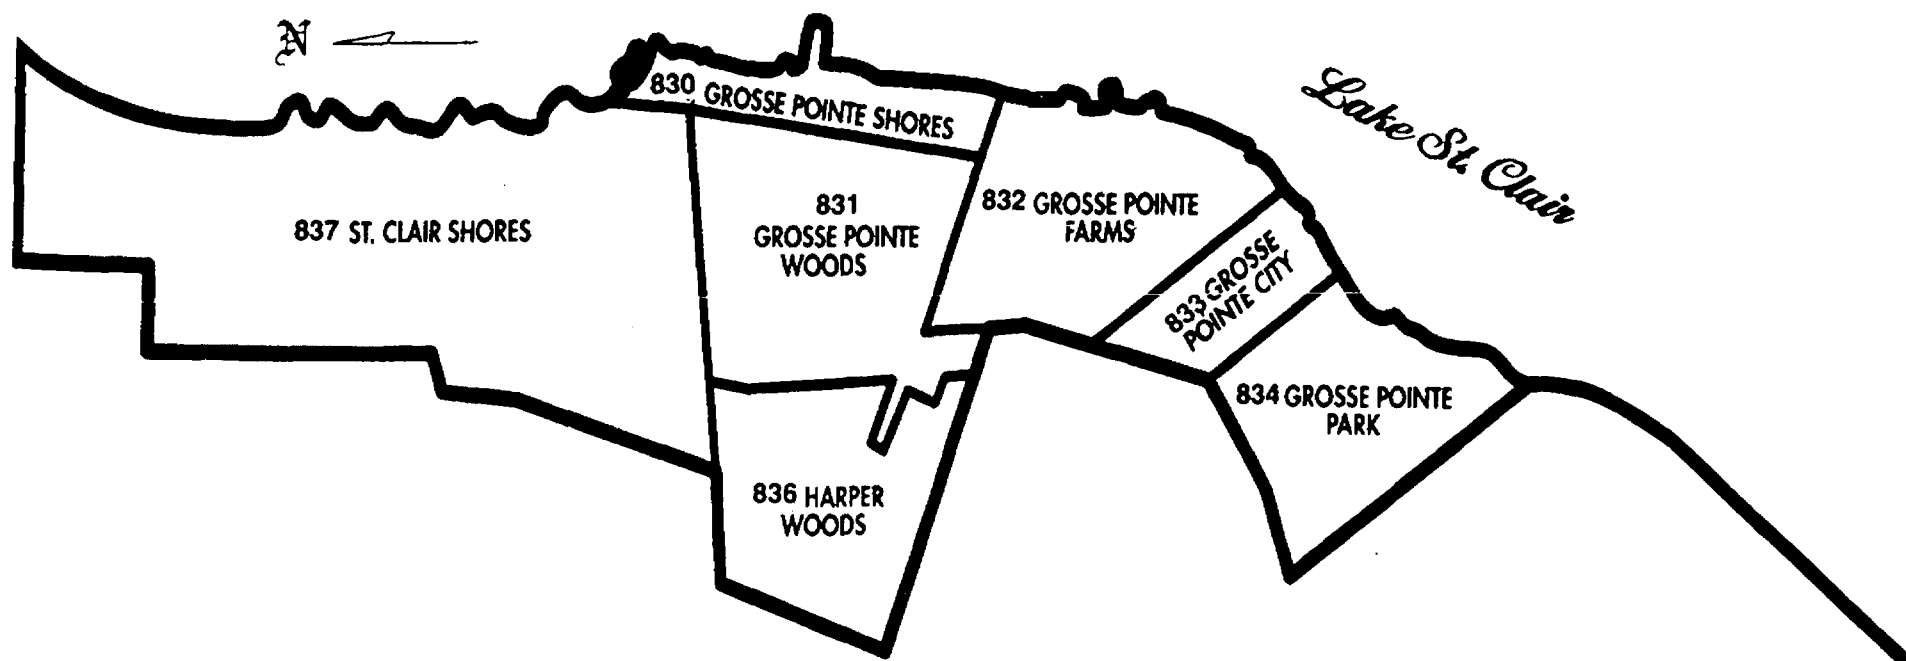 N
Lake St. Clair
830 GROSSE POINTE SHORES
837 ST. CLAIR SHORES
831
GROSSE POINTE
WOODS
832 GROSSE POINTE
FARMS
833 GROSSE
POINTE CITY
834 GROSSE POINTE
PARK
836 HARPER
WOODS